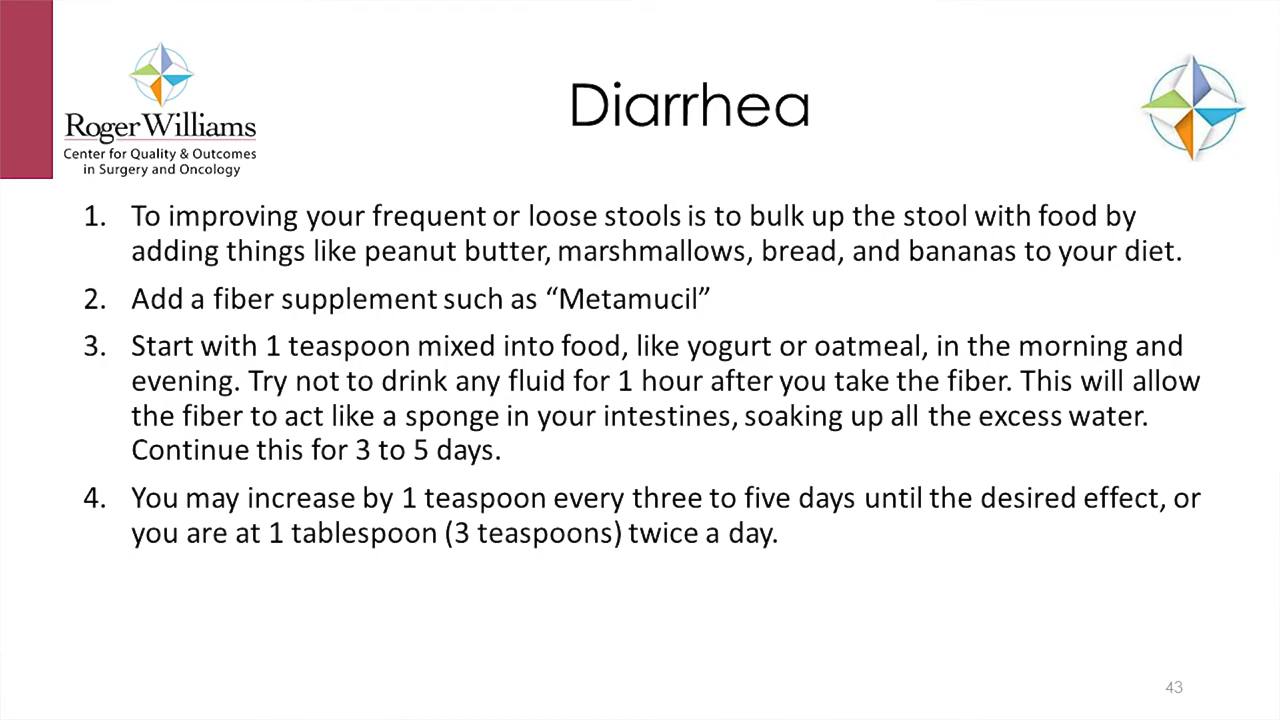 Roger Williams
Center for Quality & Outcomes
in Surgery and Oncology
Diarrhea
1. To improving your frequent or loose stools is to bulk up the stool with food by
adding things like peanut butter, marshmallows, bread, and bananas to your diet.
2. Add a fiber supplement such as “Metamucil”
3. Start with 1 teaspoon mixed into food, like yogurt or oatmeal, in the morning and
evening. Try not to drink any fluid for 1 hour after you take the fiber. This will allow
the fiber to act like a sponge in your intestines, soaking up all the excess water.
Continue this for 3 to 5 days.
4. You may increase by 1 teaspoon every three to five days until the desired effect, or
you are at 1 tablespoon (3 teaspoons) twice a day.
43